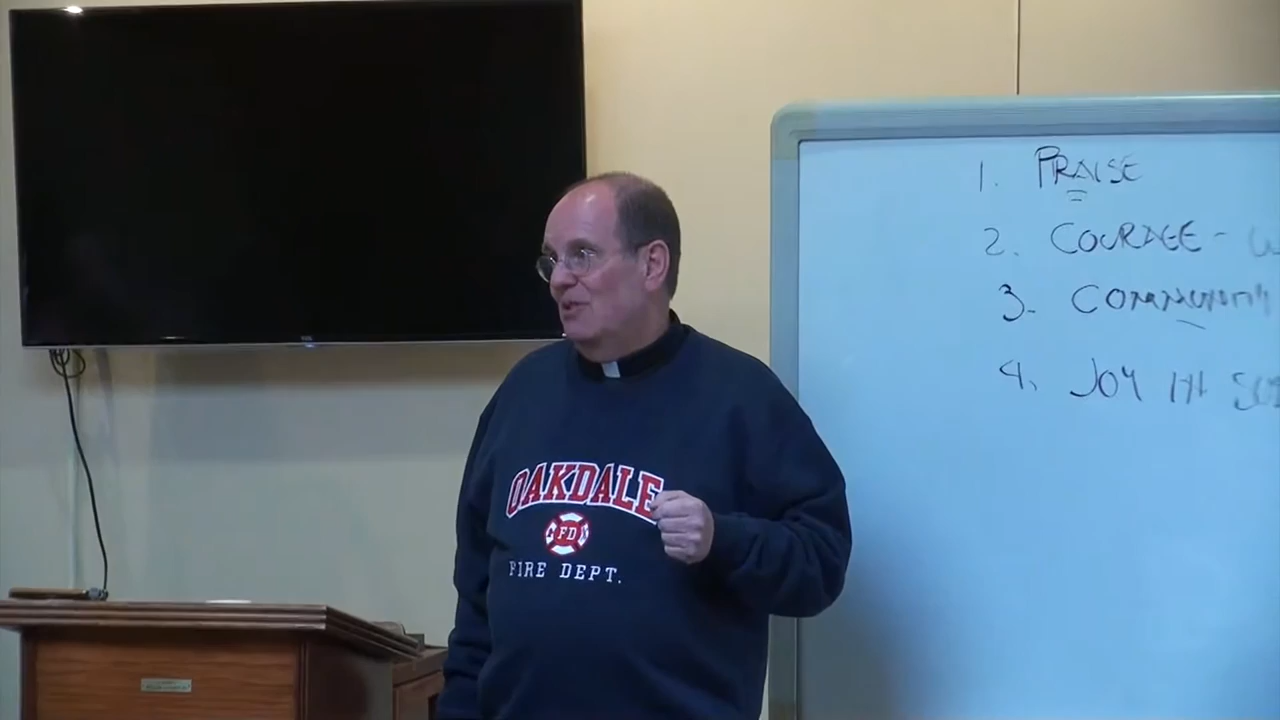 1. PRAISE
2. COURAGE -
3. COMMUNITY
4. JOY IN
OAKDALE
FD
FIRE DEPT.